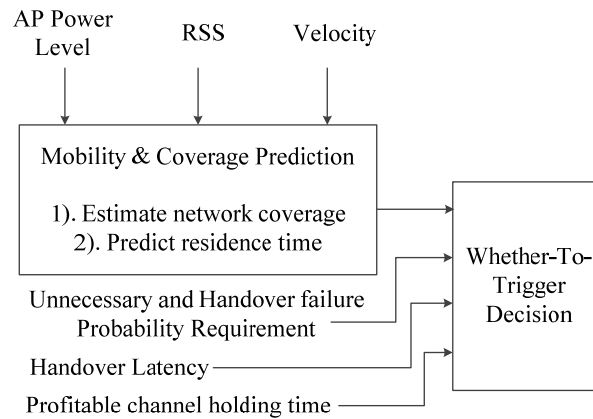 AP Power
Level
RSS
Velocity
Mobility & Coverage Prediction
1). Estimate network coverage
2). Predict residence time
Unnecessary and Handover failure
Probability Requirement
Handover Latency
Profitable channel holding time
Whether-To-
Trigger
Decision